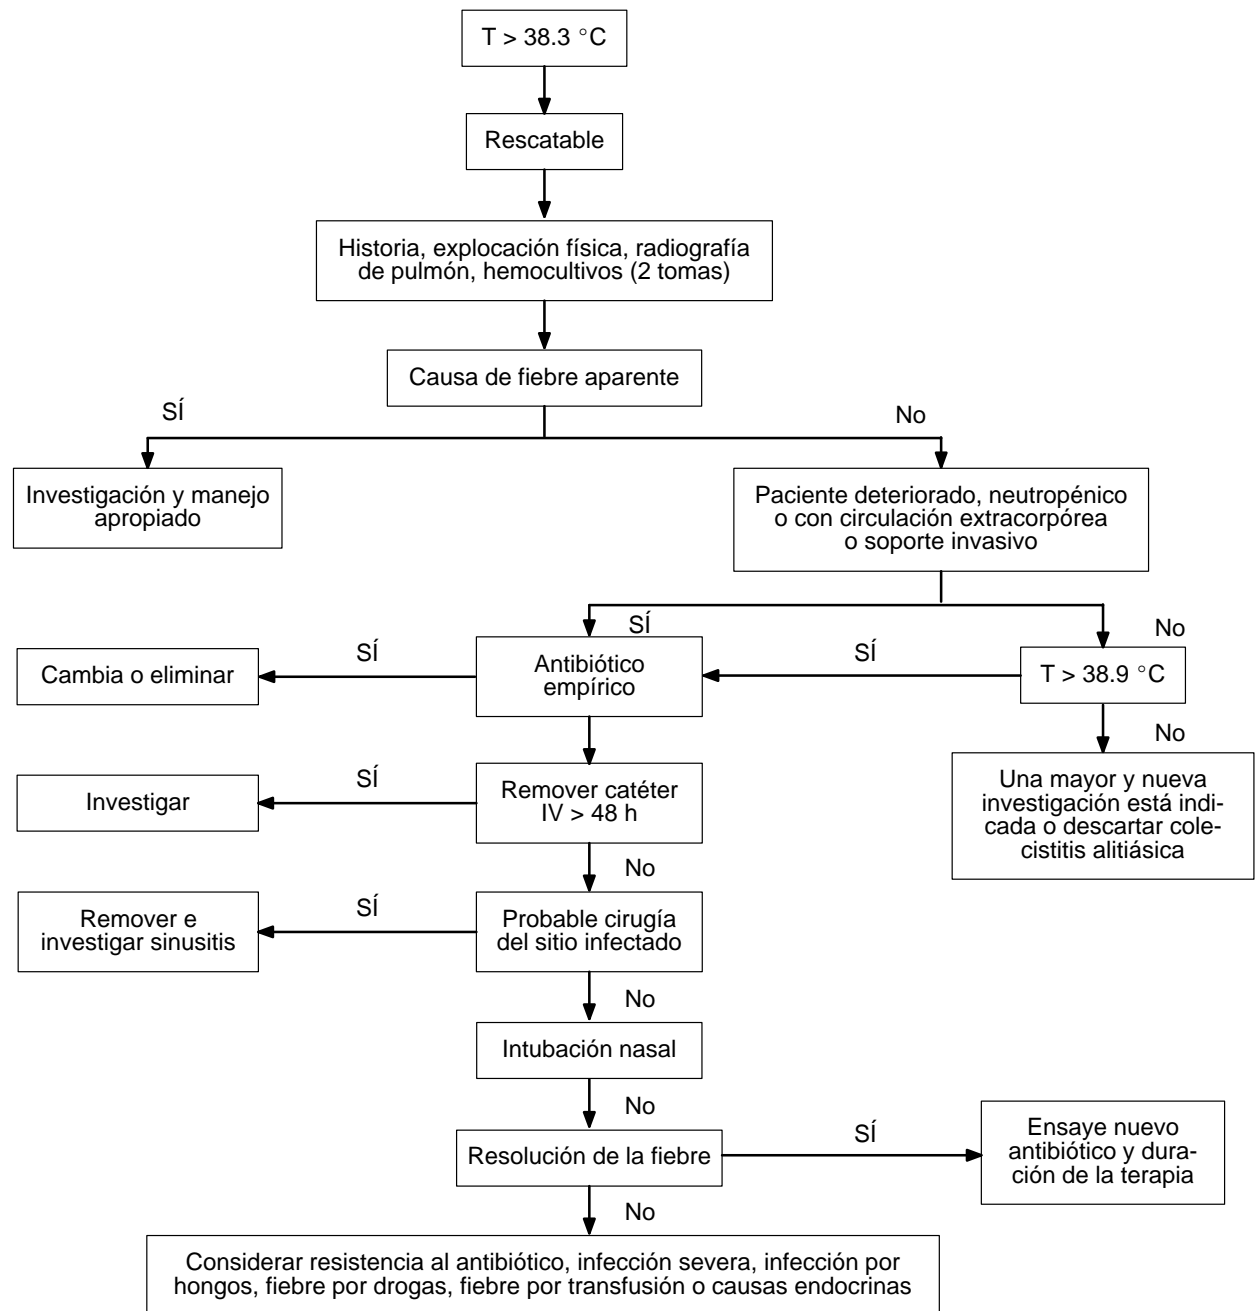 T > 38.3 °C
Rescatable
Historia, explocación física, radiografía
de pulmón, hemocultivos (2 tomas)
Causa de fiebre aparente
SÍ
No
Investigación y manejo
apropiado
Paciente deteriorado, neutropénico
o con circulación extracorpórea
o soporte invasivo
SÍ
No
Cambia o eliminar
SÍ
Antibiótico
empírico
SÍ
T > 38.9 °C
No
Investigar
SÍ
Remover catéter
IV > 48 h
Una mayor y nueva
investigación está indi-
cada o descartar cole-
cistitis alitiásica
No
Remover e
investigar sinusitis
SÍ
Probable cirugía
del sitio infectado
No
Intubación nasal
No
Resolución de la fiebre
SÍ
Ensaye nuevo
antibiótico y dura-
ción de la terapia
No
Considerar resistencia al antibiótico, infección severa, infección por
hongos, fiebre por drogas, fiebre por transfusión o causas endocrinas